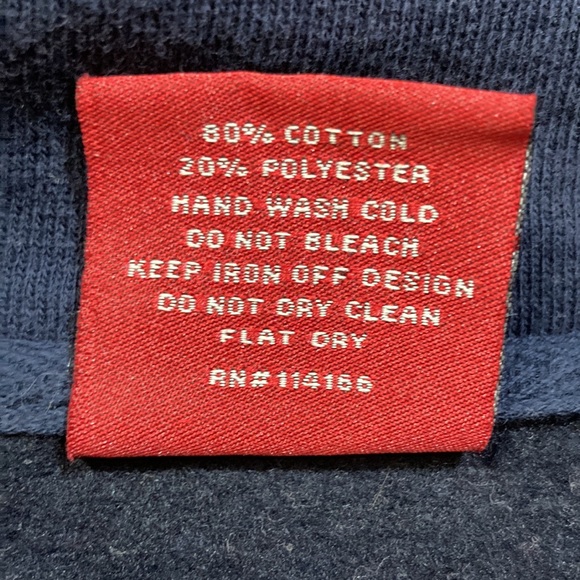 80% COTTON
20% POLYESTER
HAND WASH COLD
DO NOT BLEACH
KEEP IRON OFF DESIGN
DO NOT DRY CLEAN
FLAT DRY
RN# 114166